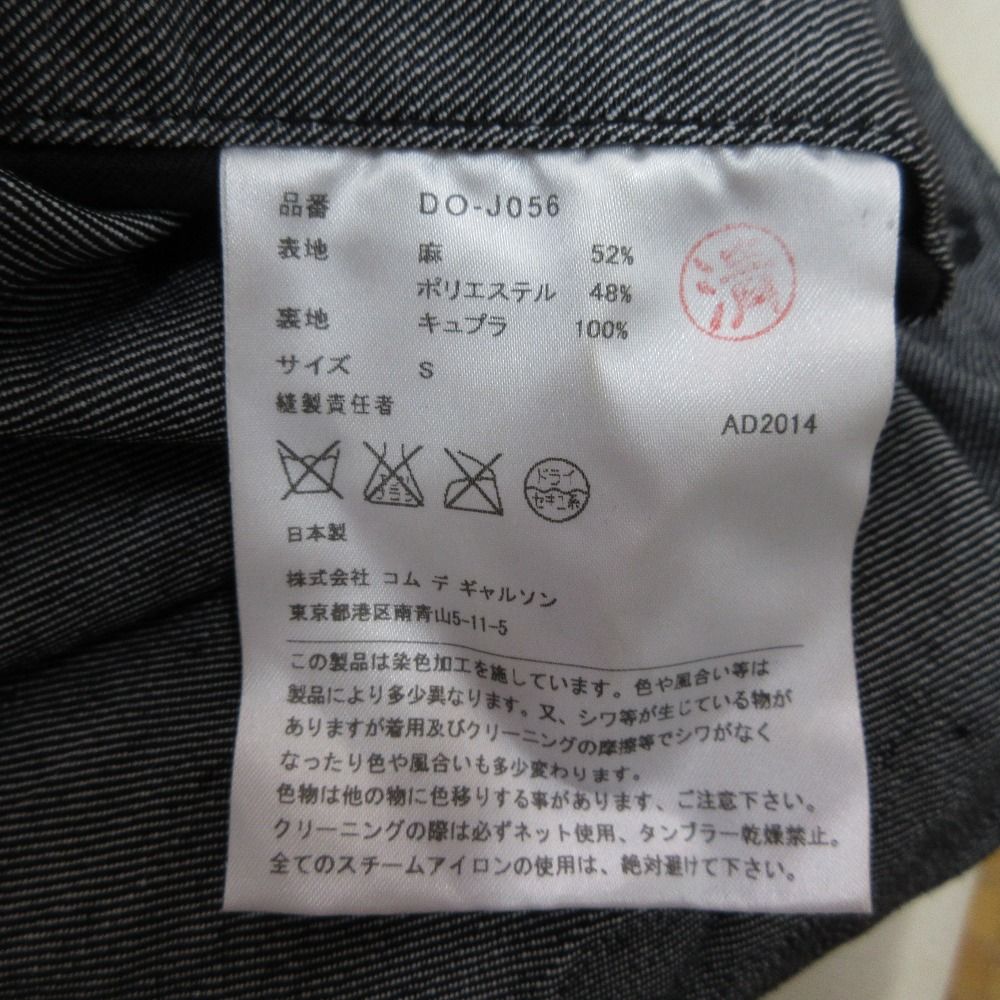 品番 DO-J056
表地 麻 52%
ポリエステル 48%
裏地 キュプラ 100%
サイズ S
縫製責任者
済
AD2014
ドライ
セキユ系
日本製
株式会社 コム デ ギャルソン
東京都港区南青山5-11-5
この製品は染色加工を施しています。色や風合い等は
製品により多少異なります。又、シワ等が生じている物が
ありますが着用及びクリーニングの摩擦等でシワがなく
なったり色や風合いも多少変わります。
色物は他の物に色移りする事があります、ご注意下さい。
クリーニングの際は必ずネット使用、タンブラー乾燥禁止。
全てのスチームアイロンの使用は、絶対避けて下さい。